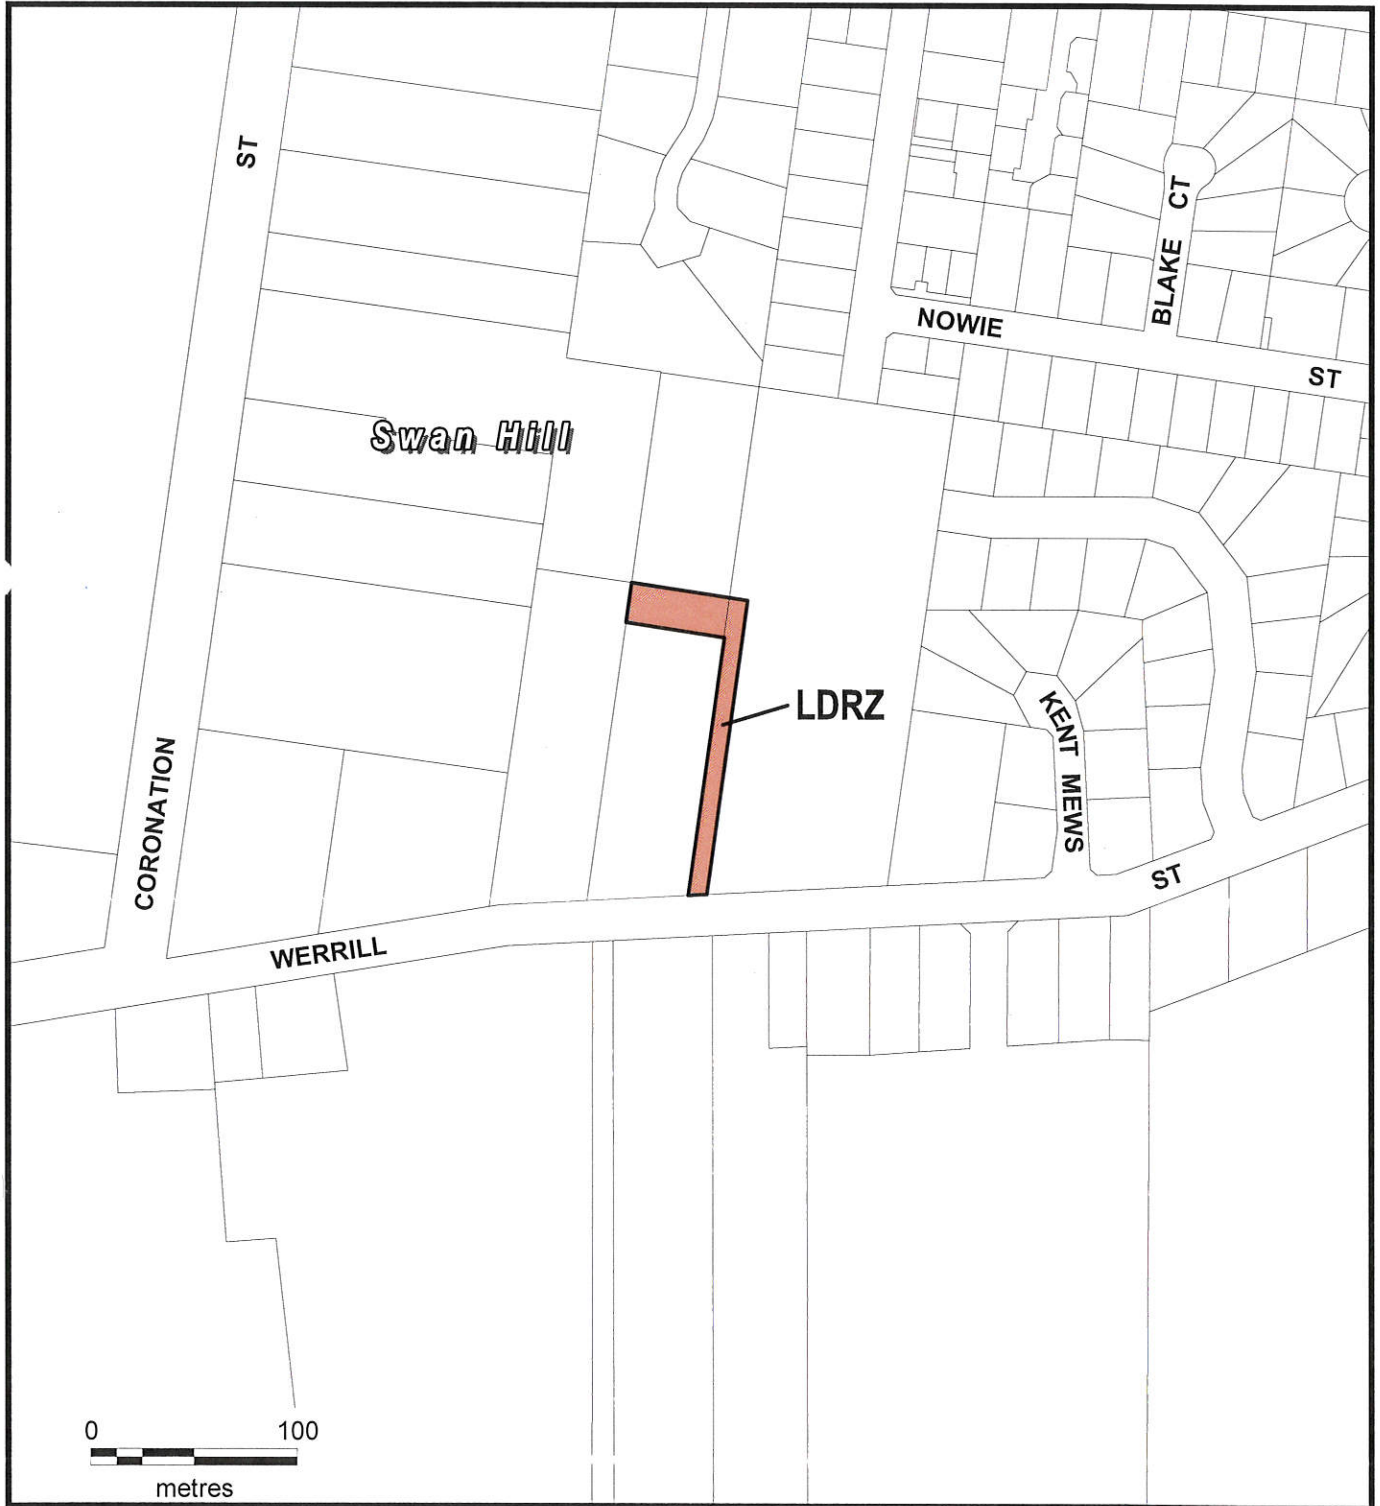 ST
BLAKE CT
NOWIE
ST
Swan Hill
LDRZ
KENT MEWS
CORONATION
ST
WERRILL
0 100
metres